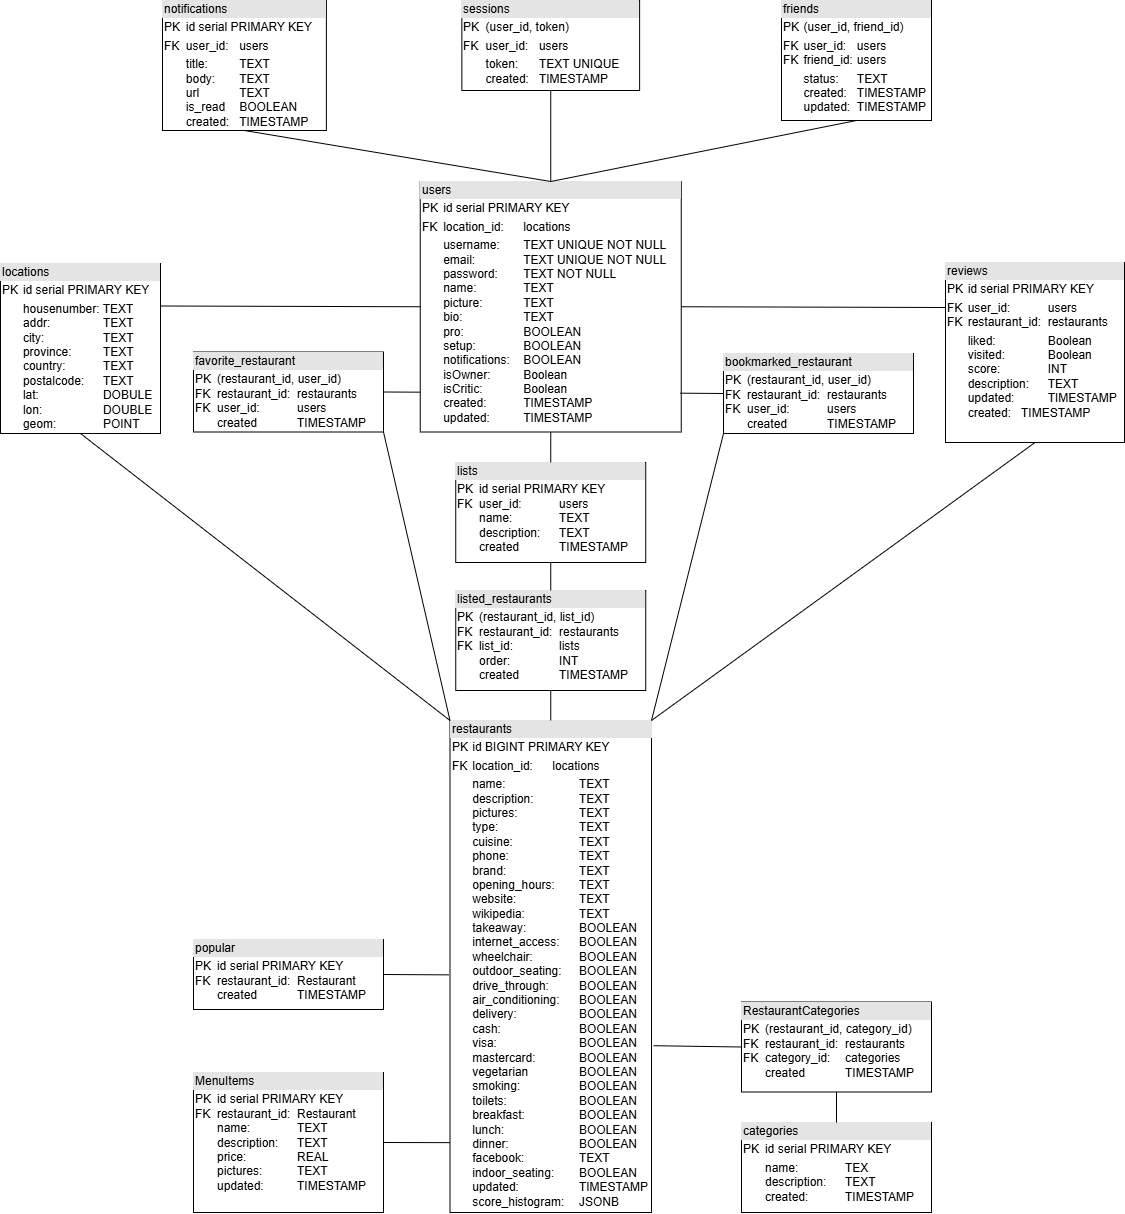 notifications
PK id serial PRIMARY KEY
FK user_id: users
title: TEXT
body: TEXT
url TEXT
is_read BOOLEAN
created: TIMESTAMP
sessions
PK (user_id, token)
FK user_id: users
token: TEXT UNIQUE
created: TIMESTAMP
friends
PK (user_id, friend_id)
FK user_id: users
FK friend_id: users
status: TEXT
created: TIMESTAMP
updated: TIMESTAMP
users
PK id serial PRIMARY KEY
FK location_id: locations
username: TEXT UNIQUE NOT NULL
email: TEXT UNIQUE NOT NULL
password: TEXT NOT NULL
name: TEXT
picture: TEXT
bio: TEXT
pro: BOOLEAN
setup: BOOLEAN
notifications: BOOLEAN
isOwner: Boolean
isCritic: Boolean
created: TIMESTAMP
updated: TIMESTAMP
locations
PK id serial PRIMARY KEY
housenumber: TEXT
addr: TEXT
city: TEXT
province: TEXT
country: TEXT
postalcode: TEXT
lat: DOBULE
lon: DOUBLE
geom: POINT
reviews
PK id serial PRIMARY KEY
FK user_id: users
FK restaurant_id: restaurants
liked: Boolean
visited: Boolean
score: INT
description: TEXT
updated: TIMESTAMP
created: TIMESTAMP
favorite_restaurant
PK (restaurant_id, user_id)
FK restaurant_id: restaurants
FK user_id: users
created TIMESTAMP
bookmarked_restaurant
PK (restaurant_id, user_id)
FK restaurant_id: restaurants
FK user_id: users
created TIMESTAMP
lists
PK id serial PRIMARY KEY
FK user_id: users
name: TEXT
description: TEXT
created TIMESTAMP
listed_restaurants
PK (restaurant_id, list_id)
FK restaurant_id: restaurants
FK list_id: lists
order: INT
created TIMESTAMP
restaurants
PK id BIGINT PRIMARY KEY
FK location_id: locations
name: TEXT
description: TEXT
pictures: TEXT
type: TEXT
cuisine: TEXT
phone: TEXT
brand: TEXT
opening_hours: TEXT
website: TEXT
wikipedia: TEXT
takeaway: BOOLEAN
internet_access: BOOLEAN
wheelchair: BOOLEAN
outdoor_seating: BOOLEAN
drive_through: BOOLEAN
air_conditioning: BOOLEAN
delivery: BOOLEAN
cash: BOOLEAN
visa: BOOLEAN
mastercard: BOOLEAN
vegetarian BOOLEAN
smoking: BOOLEAN
toilets: BOOLEAN
breakfast: BOOLEAN
lunch: BOOLEAN
dinner: BOOLEAN
facebook: TEXT
indoor_seating: BOOLEAN
updated: TIMESTAMP
score_histogram: JSONB
popular
PK id serial PRIMARY KEY
FK restaurant_id: Restaurant
created TIMESTAMP
MenuItems
PK id serial PRIMARY KEY
FK restaurant_id: Restaurant
name: TEXT
description: TEXT
price: REAL
pictures: TEXT
updated: TIMESTAMP
RestaurantCategories
PK (restaurant_id, category_id)
FK restaurant_id: restaurants
FK category_id: categories
created TIMESTAMP
categories
PK id serial PRIMARY KEY
name: TEX
description: TEXT
created: TIMESTAMP